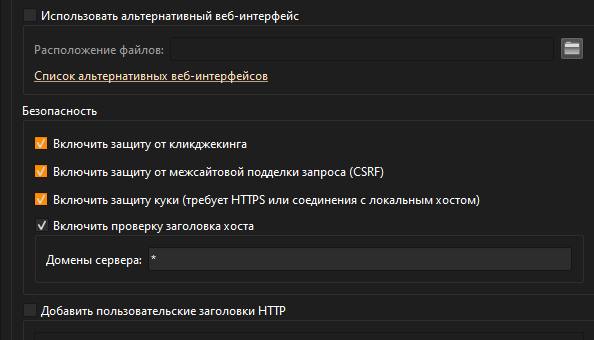 Использовать альтернативный веб-интерфейс
Расположение файлов:
Список альтернативных веб-интерфейсов
Безопасность
Включить защиту от кликджекинга
Включить защиту от межсайтовой подделки запроса (CSRF)
Включить защиту куки (требует HTTPS или соединения с локальным хостом)
Включить проверку заголовка хоста
Домены сервера: *
Добавить пользовательские заголовки HTTP